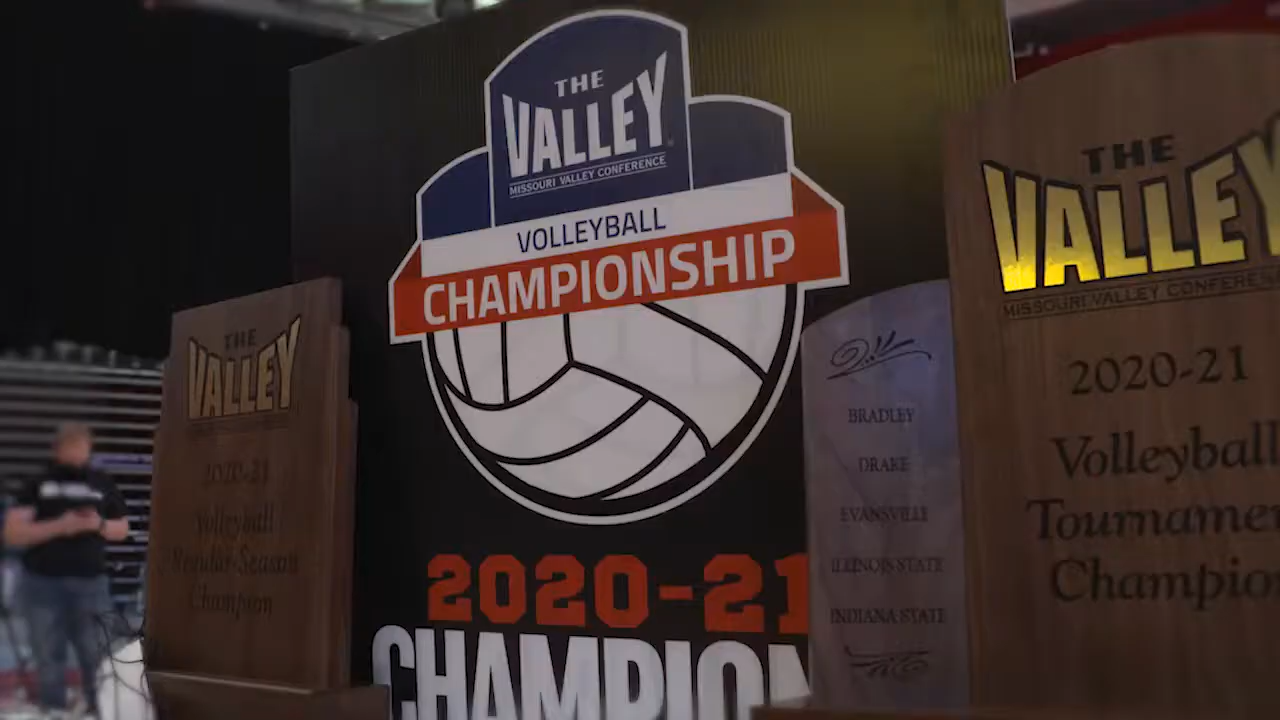 THE
VALLEY
MISSOURI VALLEY CONFERENCE
VOLLEYBALL
CHAMPIONSHIP
2020-21
CHAMPION
THE
VALLEY
2020-21
Volleyball
Regular-Season
Champion
BRADLEY
DRAKE
EVANSVILLE
ILLINOIS STATE
INDIANA STATE
THE
VALLEY
MISSOURI VALLEY CONFEREN
2020-21
Volleyball
Tourname
Champio